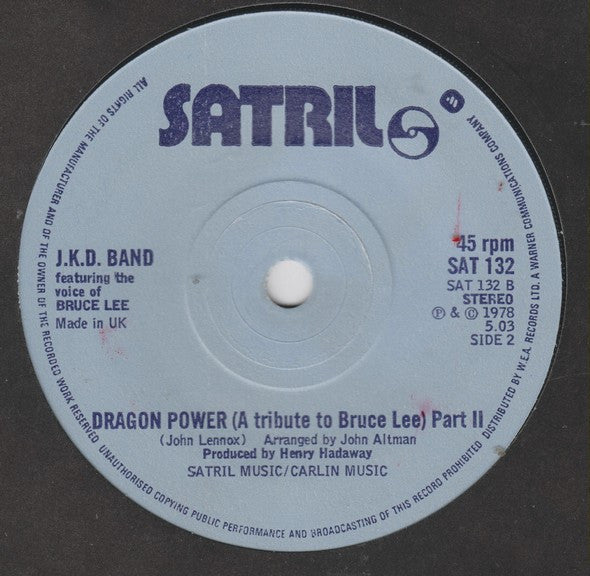 SATRIL
J.K.D. BAND
featuring the
voice of
BRUCE LEE
Made in UK
45 rpm
SAT 132
SAT 132 B
STEREO
Ⓟ & © 1978
5.03
SIDE 2
DRAGON POWER (A tribute to Bruce Lee) Part II
(John Lennox) Arranged by John Altman
Produced by Henry Hadaway
SATRIL MUSIC/CARLIN MUSIC
ALL RIGHTS OF THE MANUFACTURER AND OF THE OWNER OF THE RECORDED WORK RESERVED UNAUTHORISED COPYING PUBLIC PERFORMANCE AND BROADCASTING OF THIS RECORD PROHIBITED DISTRIBUTED BY W.E.A. RECORDS LTD. A WARNER COMMUNICATIONS COMPANY